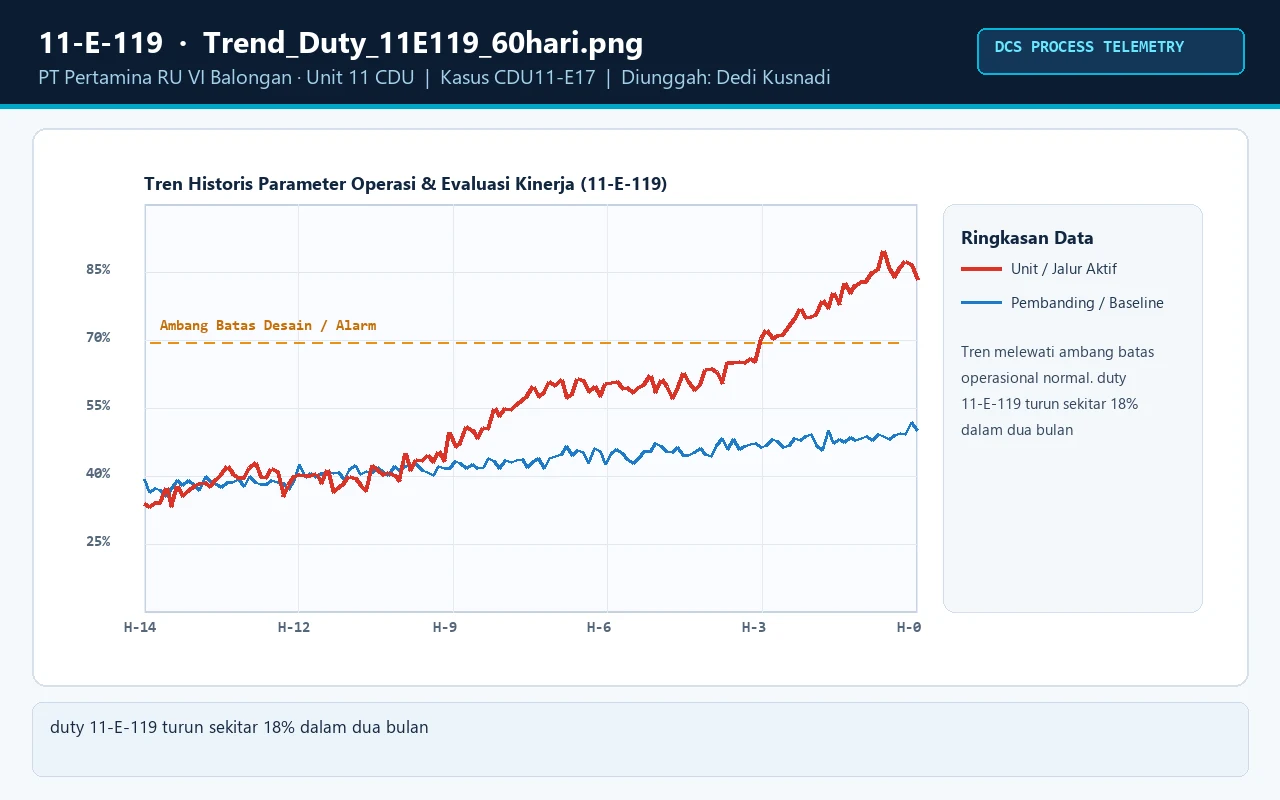 11-E-119 · Trend_Duty_11E119_60hari.png
PT Pertamina RU VI Balongan · Unit 11 CDU | Kasus CDU11-E17 | Diunggah: Dedi Kusnadi
DCS PROCESS TELEMETRY
Tren Historis Parameter Operasi & Evaluasi Kinerja (11-E-119)
85%
70%
55%
40%
25%
Ambang Batas Desain / Alarm
H-14
H-12
H-9
H-6
H-3
H-0
Ringkasan Data
Unit / Jalur Aktif
Pembanding / Baseline
Tren melewati ambang batas
operasional normal. duty
11-E-119 turun sekitar 18%
dalam dua bulan
duty 11-E-119 turun sekitar 18% dalam dua bulan